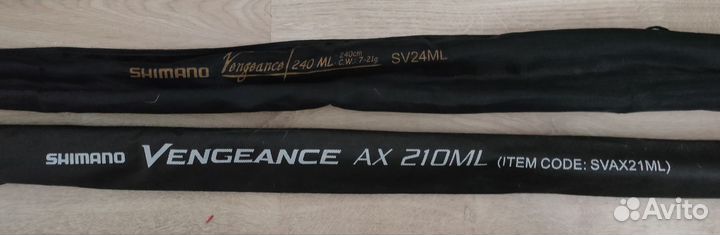 SHIMANO Vengeance 240 ML 240cm C.W.: 7-21g SV24ML
SHIMANO VENGEANCE AX 210ML (ITEM CODE: SVAX21ML)
Avito